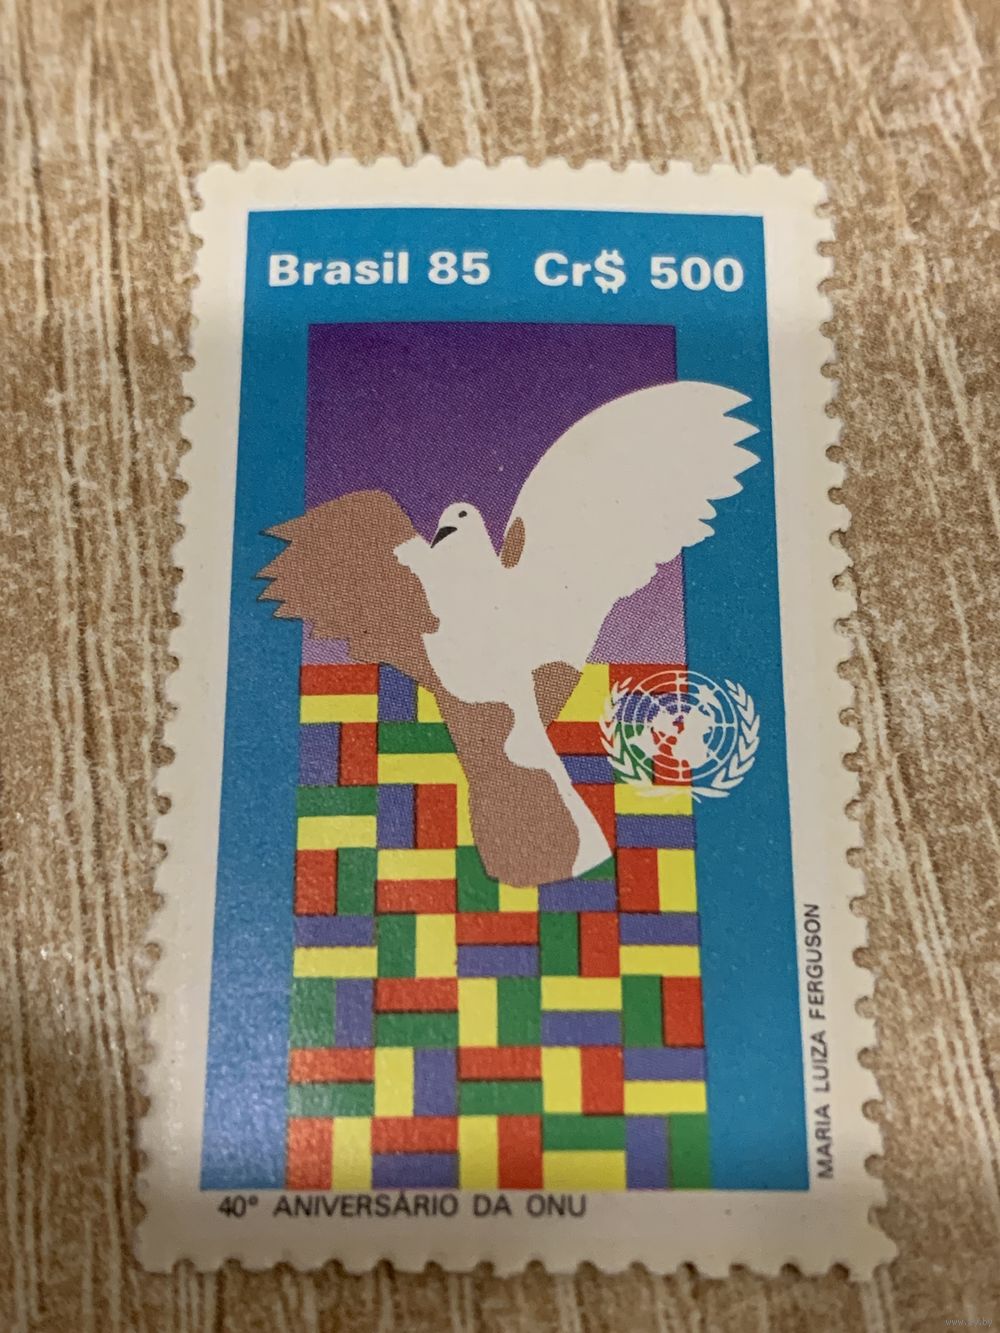 Brasil 85 Cr$ 500
MARIA LUIZA FERGUSON
40º ANIVERSÁRIO DA ONU